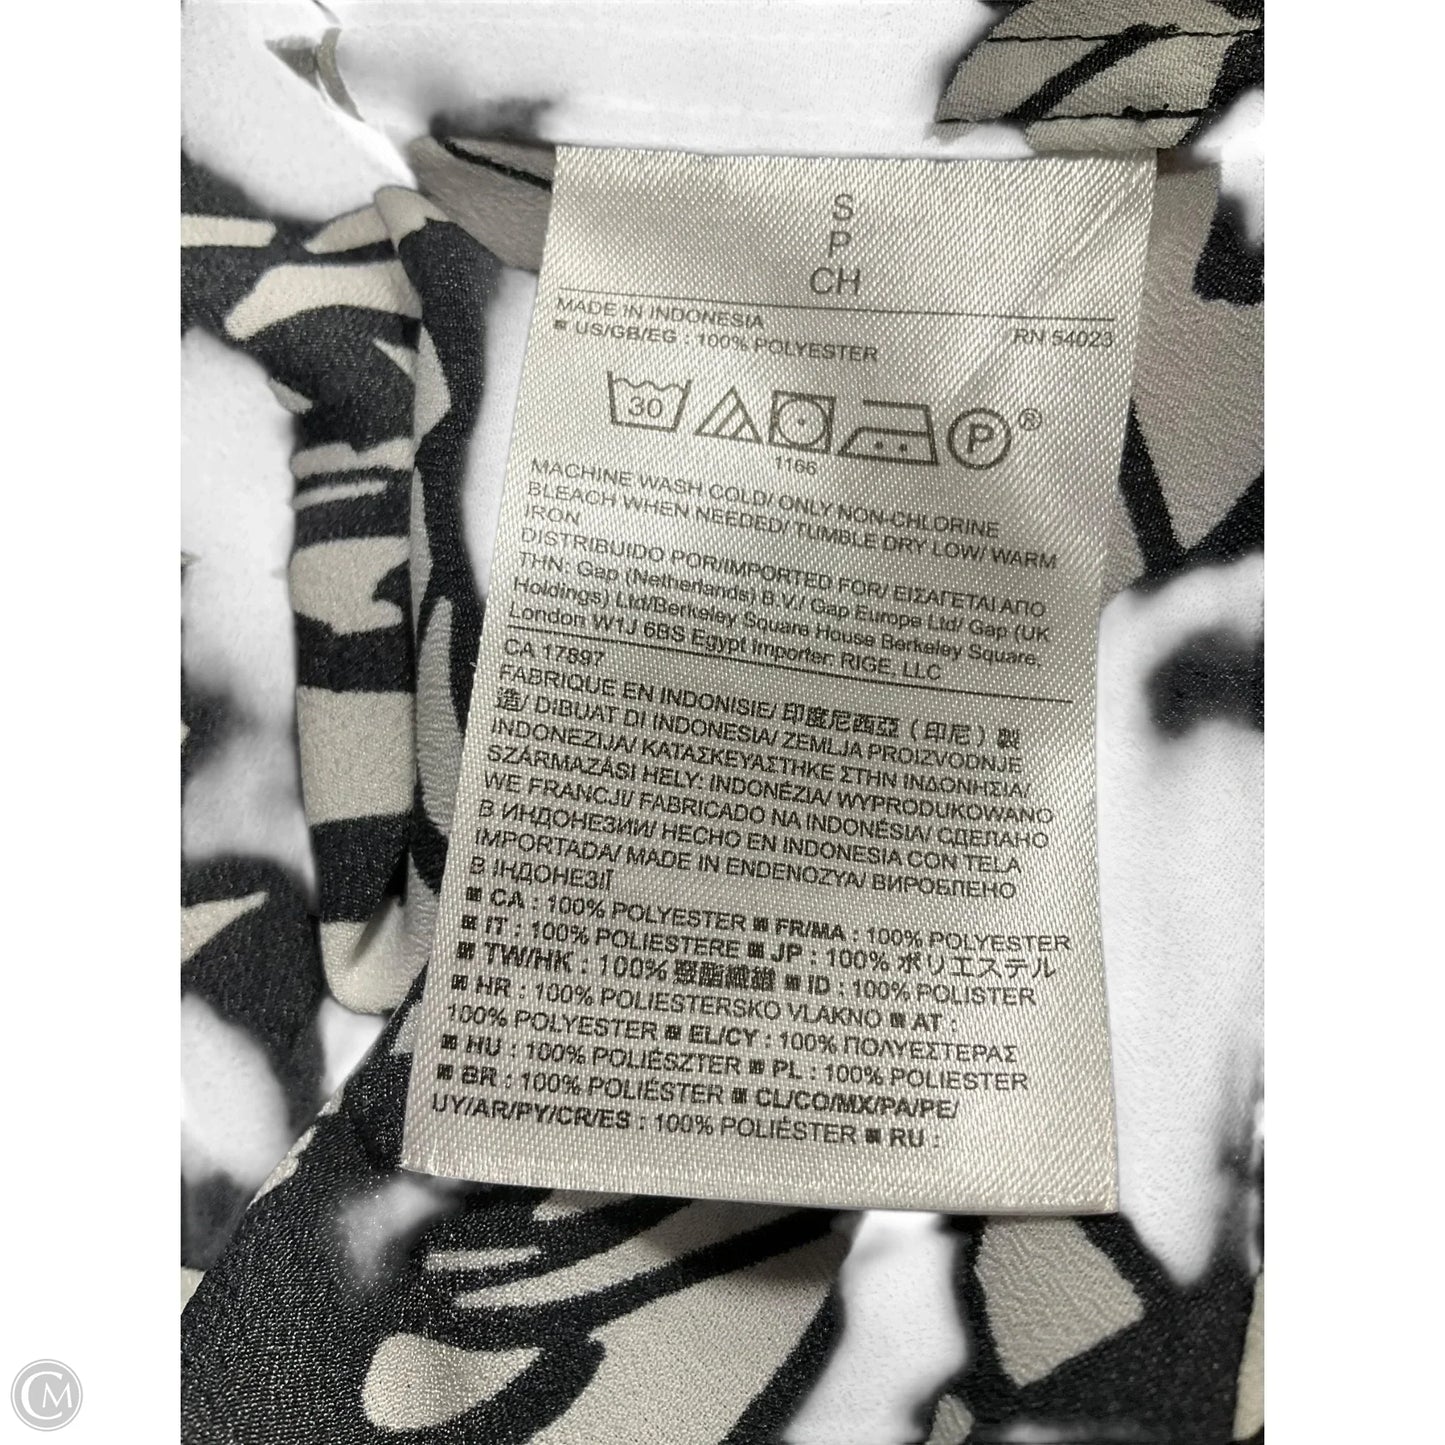 S
P
CH
MADE IN INDONESIA
RN 54023
▣ US/GB/EG : 100% POLYESTER
30
P
®
1166
MACHINE WASH COLD/ ONLY NON-CHLORINE
BLEACH WHEN NEEDED/ TUMBLE DRY LOW/ WARM
IRON
DISTRIBUIDO POR/IMPORTED FOR/ ΕΙΣΑΓΕΤΑΙ ΑΠΟ
ΤΗΝ: Gap (Netherlands) B.V./ Gap Europe Ltd/ Gap (UK
Holdings) Ltd/Berkeley Square House Berkeley Square,
London W1J 6BS Egypt Importer: RIGE, LLC
CA 17897
FABRIQUE EN INDONISIE/ 印度尼西亞 ( 印尼 ) 製
造/ DIBUAT DI INDONESIA/ ZEMLJA PROIZVODNJE
INDONEZIJA/ ΚΑΤΑΣΚΕΥΑΣΤΗΚΕ ΣΤΗΝ ΙΝΔΟΝΗΣΙΑ/
SZÁRMAZÁSI HELY: INDONÉZIA/ WYPRODUKOWANO
WE FRANCJI/ FABRICADO NA INDONÉSIA/ СДЕЛАНО
В ИНДОНЕЗИИ/ HECHO EN INDONESIA CON TELA
IMPORTADA/ MADE IN ENDENOZYA/ ВИРОБЛЕНО
В ІНДОНЕЗІЇ
▣ CA : 100% POLYESTER ▣ FR/MA : 100% POLYESTER
▣ IT : 100% POLIESTERE ▣ JP : 100% ポリエステル
▣ TW/HK : 100% 聚酯纖維 ▣ ID : 100% POLISTER
▣ HR : 100% POLIESTERSKO VLAKNO ▣ AT :
100% POLYESTER ▣ EL/CY : 100% ΠΟΛΥΕΣΤΕΡΑΣ
▣ HU : 100% POLIÉSZTER ▣ PL : 100% POLIESTER
▣ BR : 100% POLIÉSTER ▣ CL/CO/MX/PA/PE/
UY/AR/PY/CR/ES : 100% POLIÉSTER ▣ RU :
CM